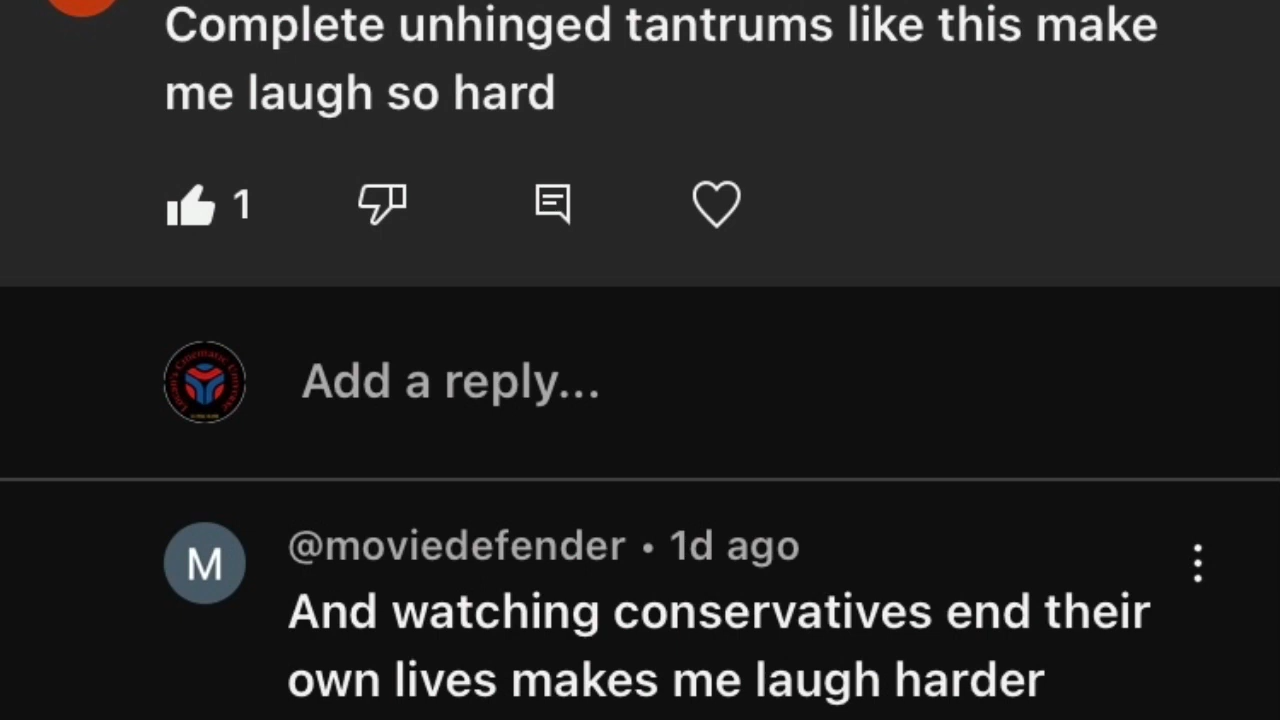 Complete unhinged tantrums like this make
me laugh so hard
1
Add a reply...
M
@moviedefender • 1d ago
And watching conservatives end their
own lives makes me laugh harder